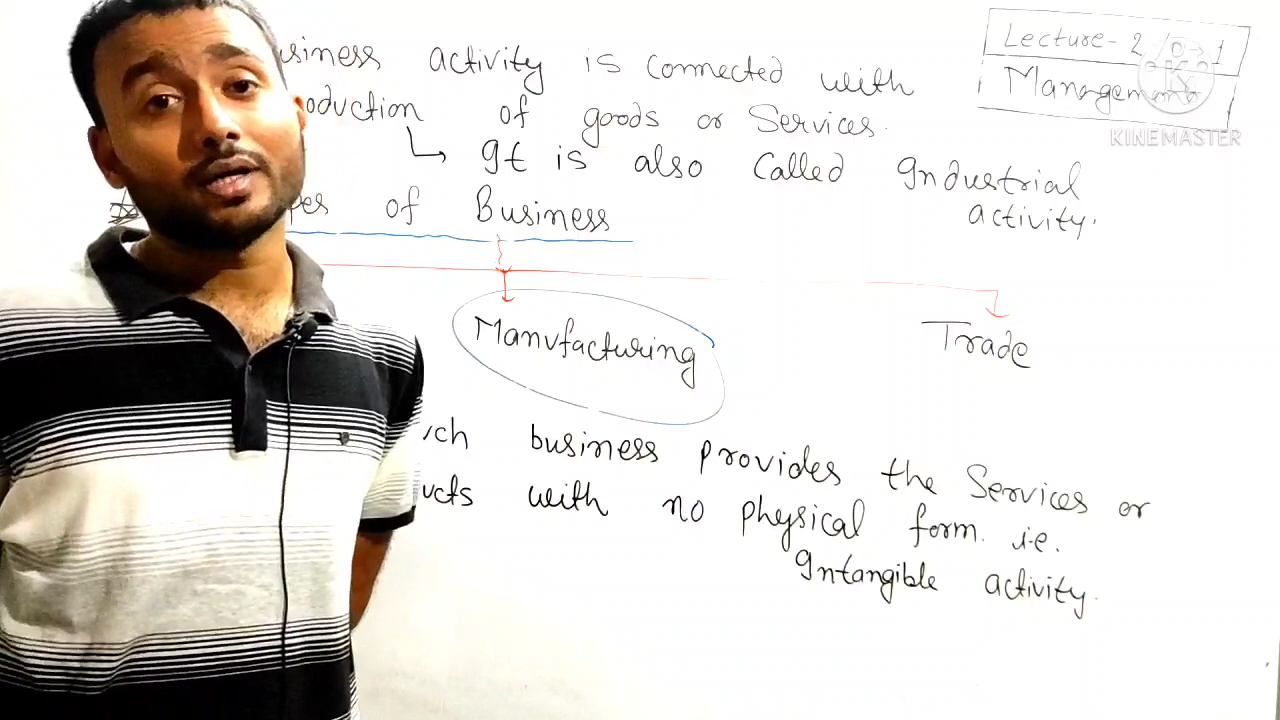 usiness activity is connected with
oduction of goods or Services.
It is also called Industrial
activity.
pes of Business
Manufacturing
Trade
ich business provides the Services or
ucts with no physical form. i.e.
Intangible activity.
Lecture - 2
Management
KINEMASTER